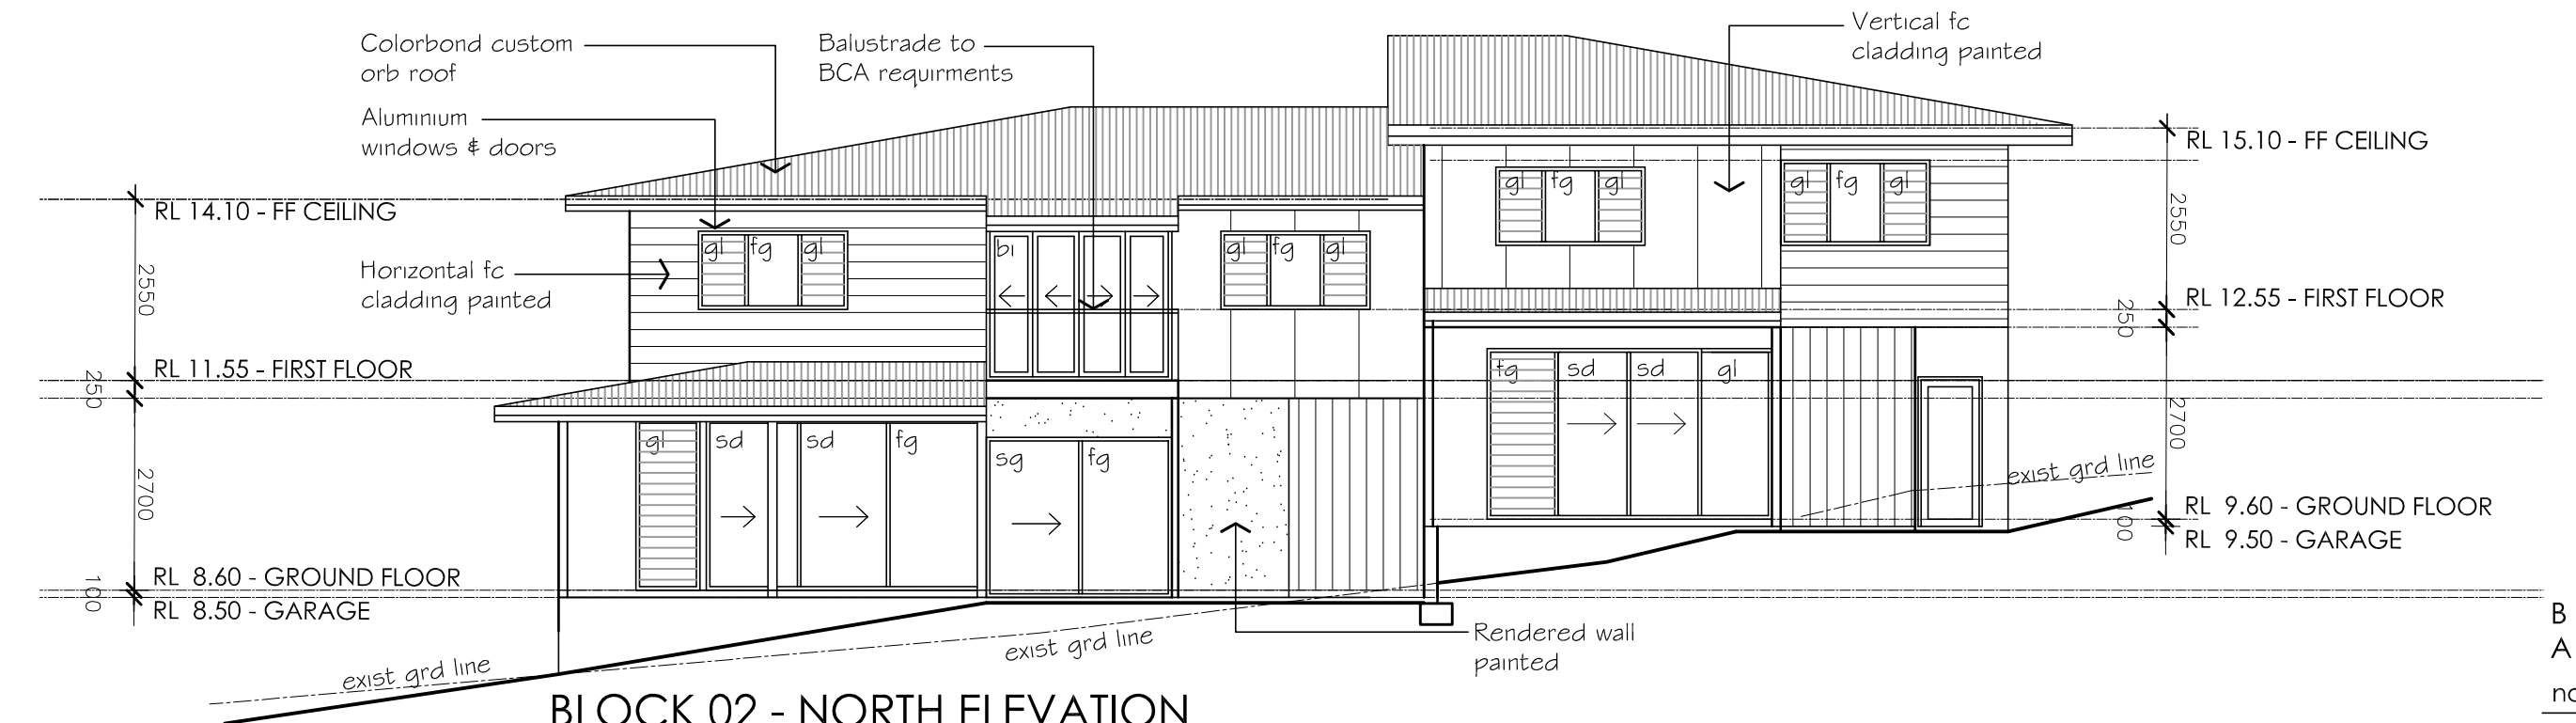 Colorbond custom
orb roof
Aluminium
windows & doors
Horizontal fc
cladding painted
Balustrade to
BCA requirments
Vertical fc
cladding painted
RL 14.10 - FF CEILING
2550
RL 11.55 - FIRST FLOOR
250
2700
RL 8.60 - GROUND FLOOR
100
RL 8.50 - GARAGE
gl fg gl
bi
gl fg gl
gl fg gl
gl fg gl
gl sd sd fg
sg fg
fg sd sd gl
RL 15.10 - FF CEILING
2550
RL 12.55 - FIRST FLOOR
250
2700
exist grd line
RL 9.60 - GROUND FLOOR
100
RL 9.50 - GARAGE
Rendered wall
painted
exist grd line
exist grd line
BLOCK 02 - NORTH ELEVATION
B
A